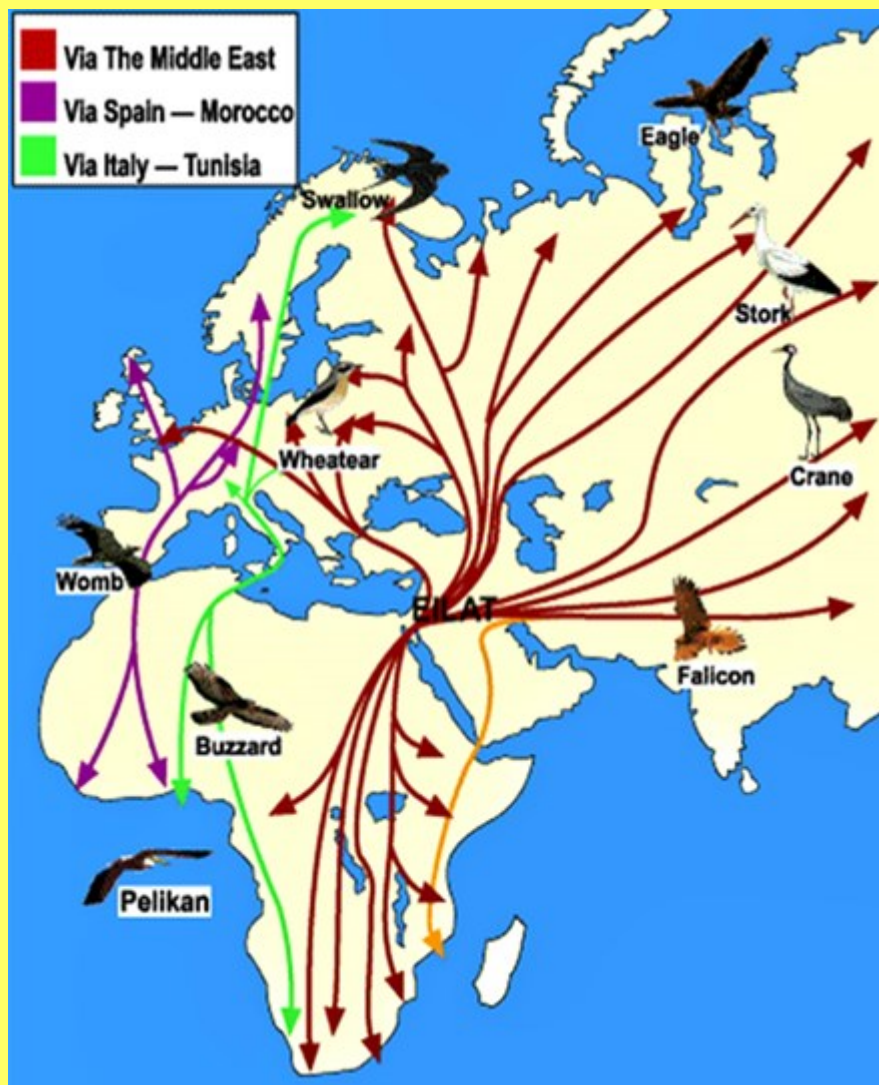 Via The Middle East
Via Spain — Morocco
Via Italy — Tunisia
Eagle
Swallow
Stork
Wheatear
Crane
Womb
EILAT
Falicon
Buzzard
Pelikan